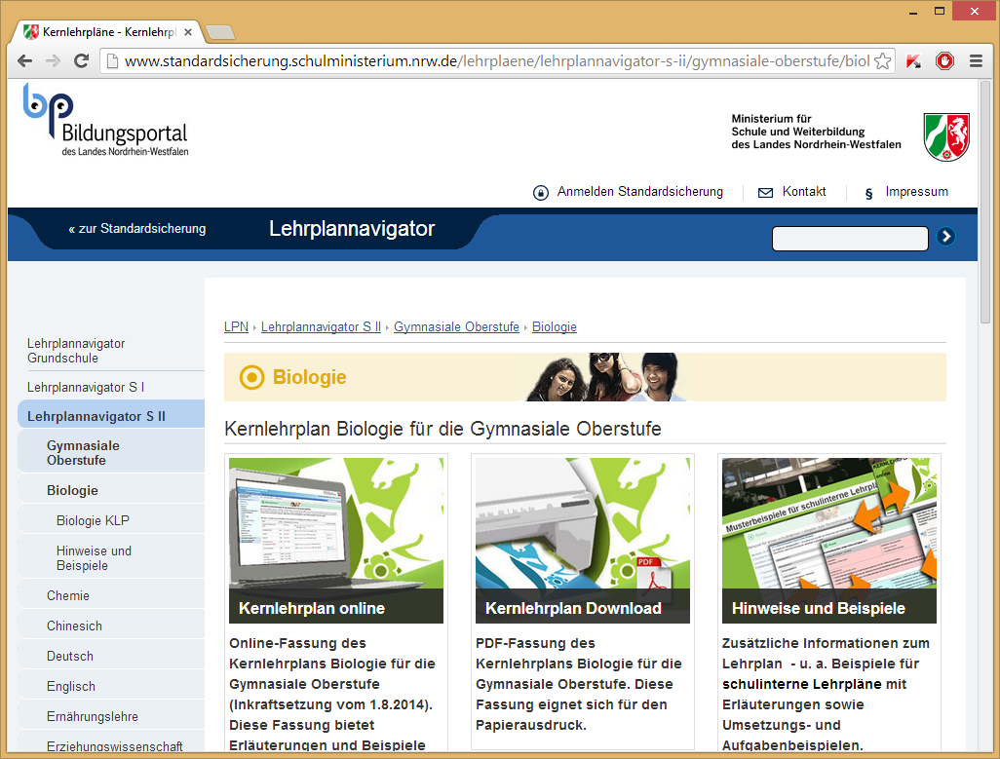 Kernlehrpläne - Kernlehrpl
www.standardsicherung.schulministerium.nrw.de/lehrplaene/lehrplannavigator-s-ii/gymnasiale-oberstufe/biol
bp
Bildungsportal
des Landes Nordrhein-Westfalen
Ministerium für
Schule und Weiterbildung
des Landes Nordrhein-Westfalen
Anmelden Standardsicherung
Kontakt
§ Impressum
« zur Standardsicherung
Lehrplannavigator
LPN Lehrplannavigator S II Gymnasiale Oberstufe Biologie
Lehrplannavigator
Grundschule
Lehrplannavigator S I
Lehrplannavigator S II
Gymnasiale
Oberstufe
Biologie
Biologie KLP
Hinweise und
Beispiele
Chemie
Chinesich
Deutsch
Englisch
Ernährungslehre
Erziehungswissenschaft
Biologie
Kernlehrplan Biologie für die Gymnasiale Oberstufe
Kernlehrplan online
Online-Fassung des
Kernlehrplans Biologie für die
Gymnasiale Oberstufe
(Inkraftsetzung vom 1.8.2014).
Diese Fassung bietet
Erläuterungen und Beispiele
PDF
Kernlehrplan Download
PDF-Fassung des
Kernlehrplans Biologie für die
Gymnasiale Oberstufe. Diese
Fassung eignet sich für den
Papierausdruck.
Musterbeispiele für schulinterne Lehrpl
Hinweise und Beispiele
Zusätzliche Informationen zum
Lehrplan - u. a. Beispiele für
schulinterne Lehrpläne mit
Erläuterungen sowie
Umsetzungs- und
Aufgabenbeispielen.